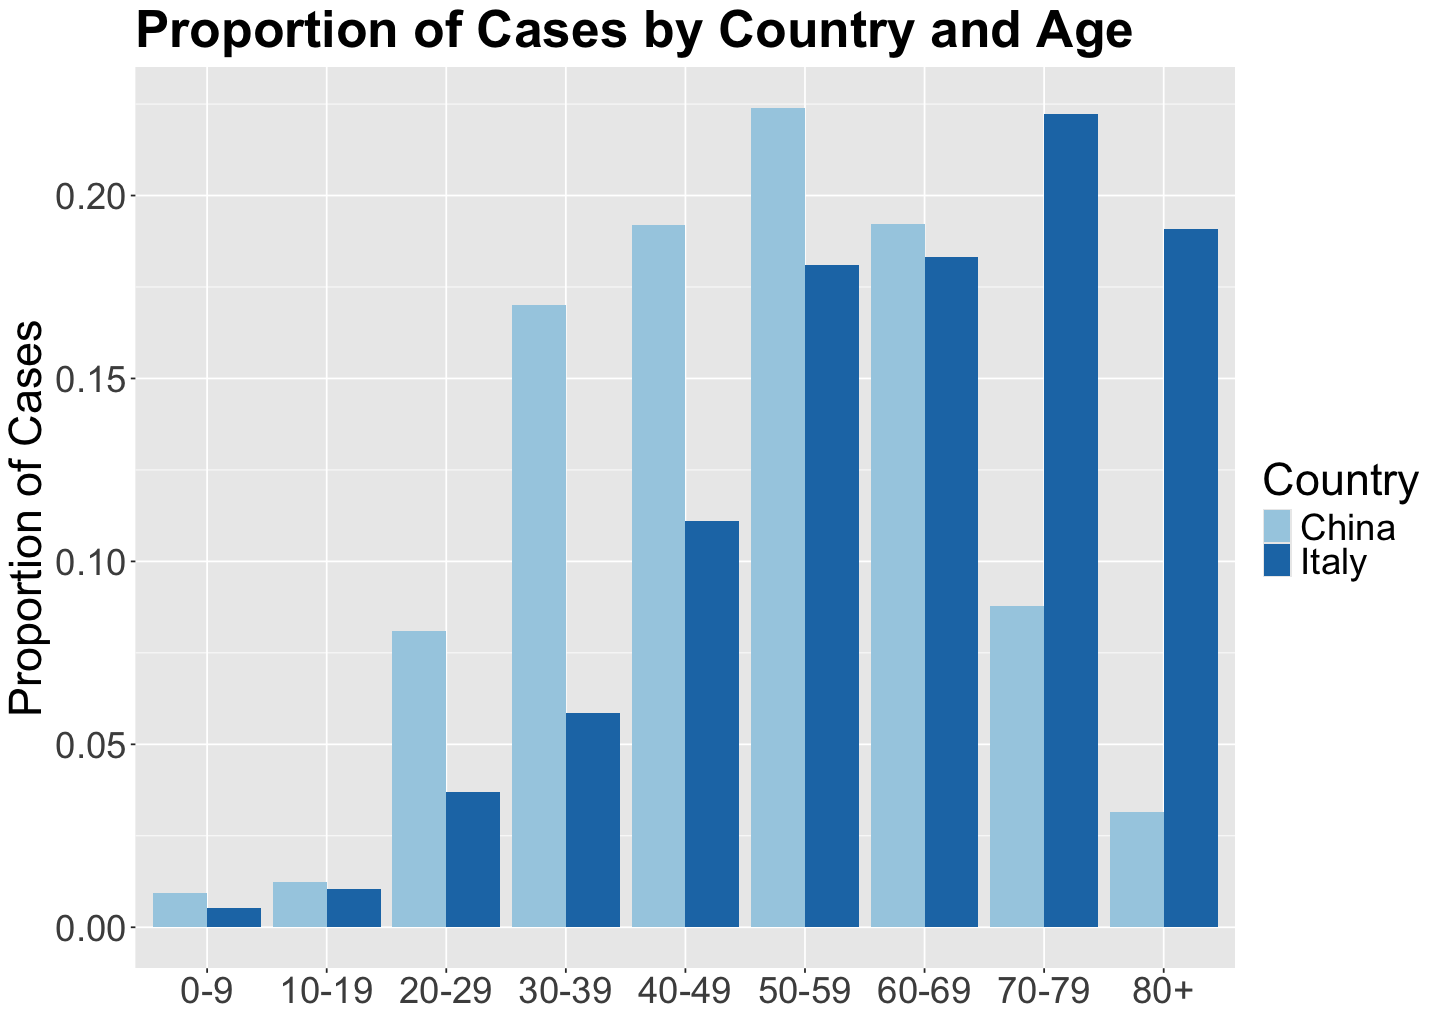 Proportion of Cases by Country and Age
Proportion of Cases
0.20
0.15
0.10
0.05
0.00
0-9 10-19 20-29 30-39 40-49 50-59 60-69 70-79 80+
Country
China
Italy